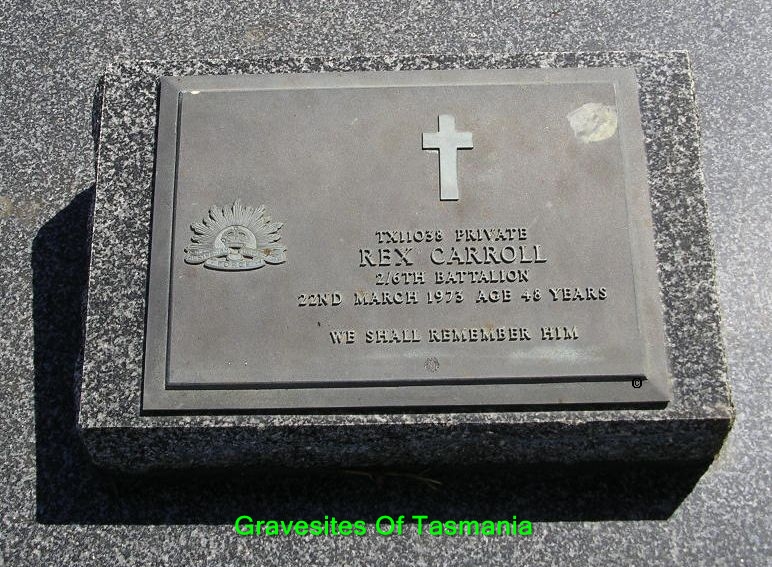 TX11038 PRIVATE
REX CARROLL
2/6TH BATTALION
22ND MARCH 1973 AGE 48 YEARS
WE SHALL REMEMBER HIM
©
Gravesites Of Tasmania